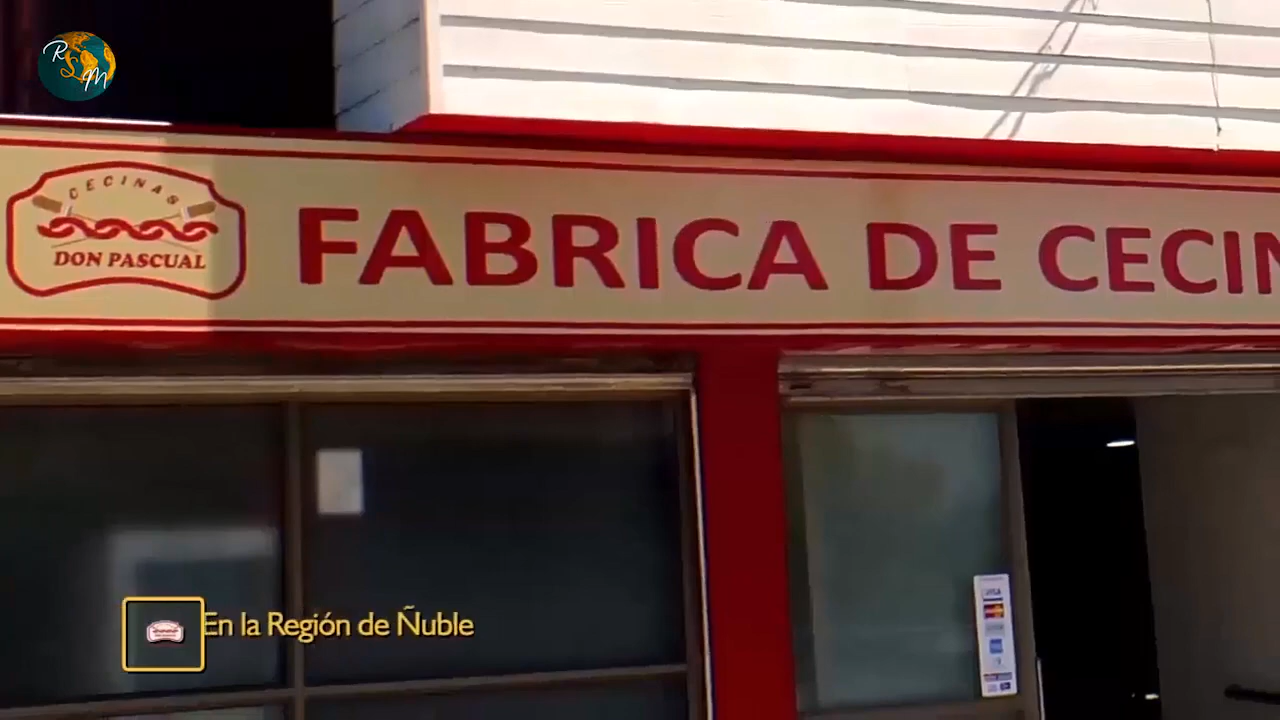 R S M
CECINAS
DON PASCUAL
FABRICA DE CECIN
VISA
En la Región de Ñuble